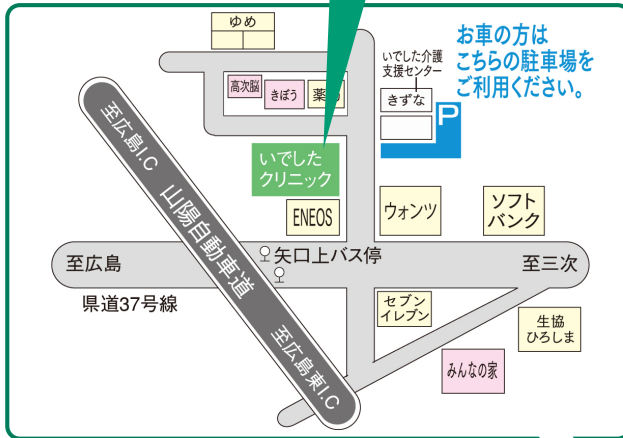 ゆめ
お車の方は
こちらの駐車場を
ご利用ください。
いでした介護
支援センター
きずな
P
高次脳
きぼう
薬
いでした
クリニック
ENEOS
ウォンツ
ソフト
バンク
至広島I.C
山陽自動車道
至広島東I.C
至広島
矢口上バス停
至三次
県道37号線
セブン
イレブン
生協
ひろしま
みんなの家